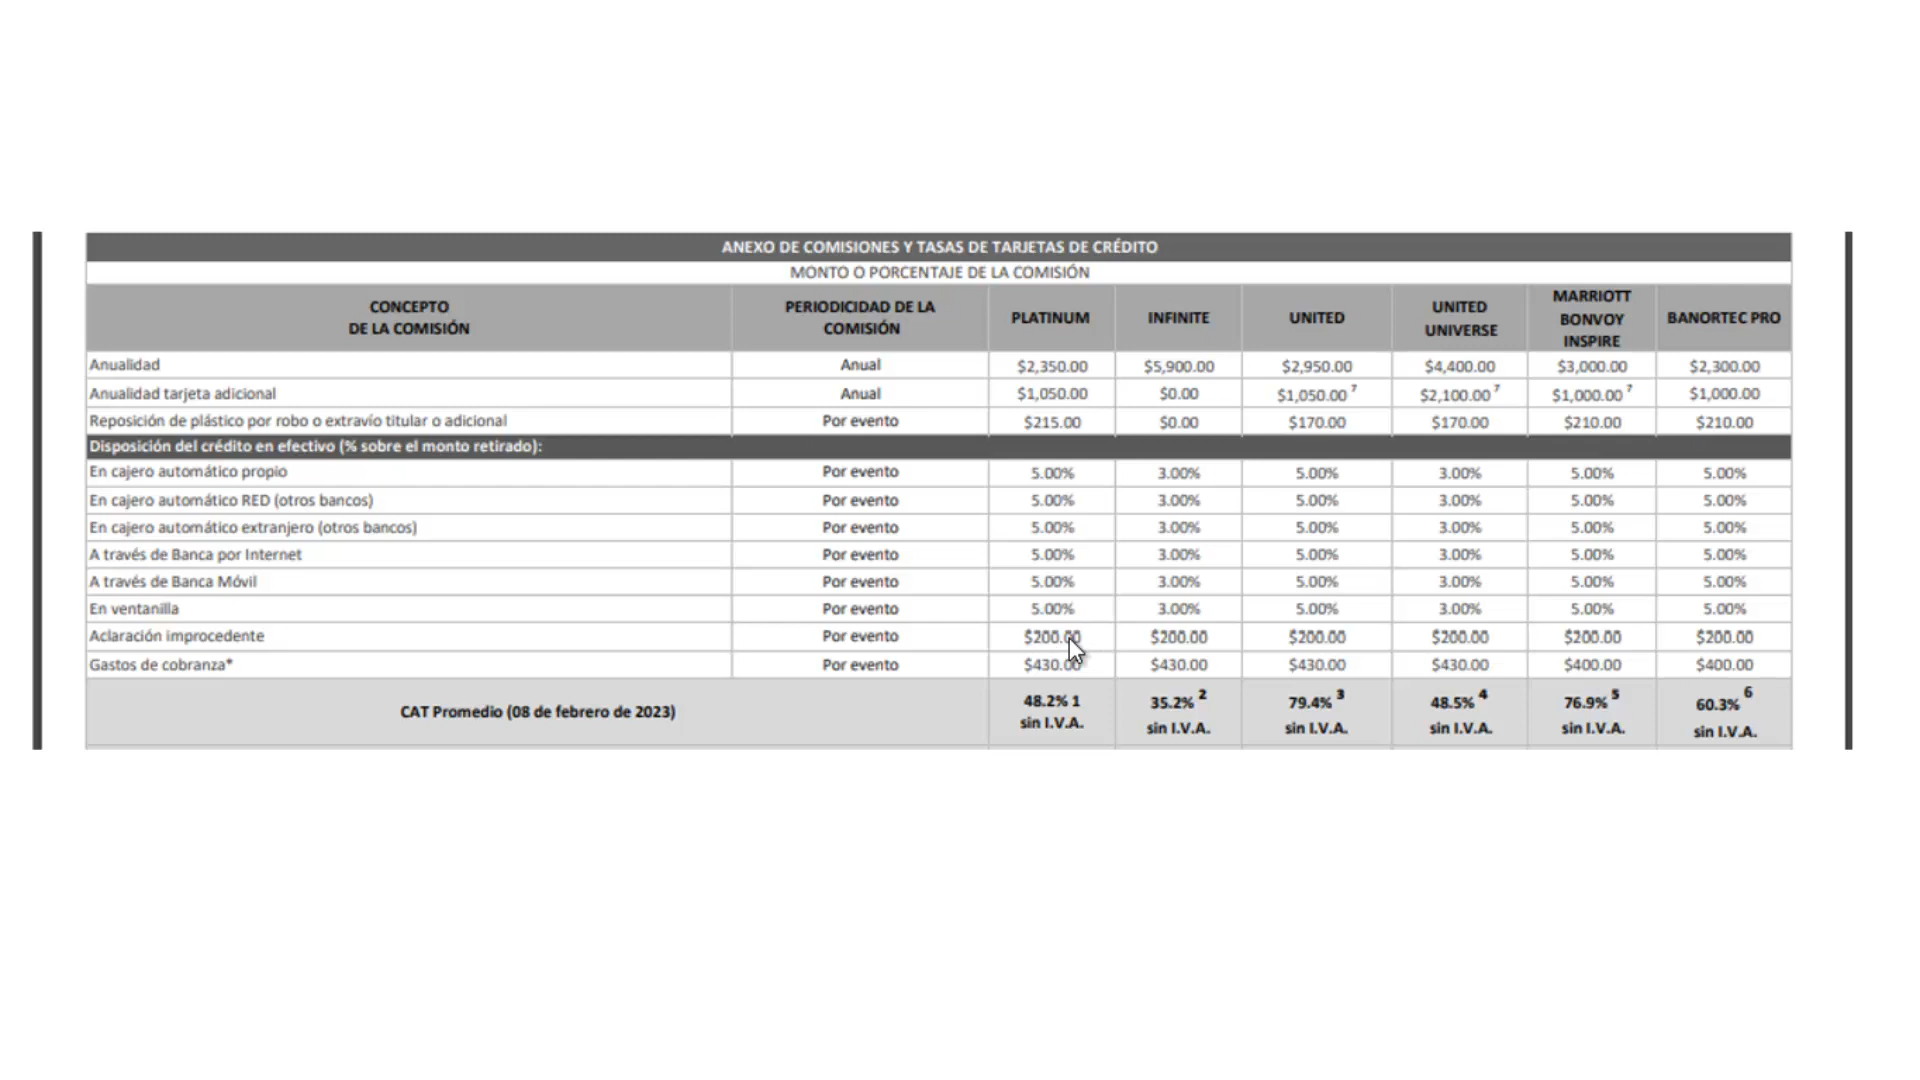 ANEXO DE COMISIONES Y TASAS DE TARJETAS DE CRÉDITO
MONTO O PORCENTAJE DE LA COMISIÓN
CONCEPTO DE LA COMISIÓN PERIODICIDAD DE LA COMISIÓN PLATINUM INFINITE UNITED UNITED UNIVERSE MARRIOTT BONVOY INSPIRE BANORTEC PRO
Anualidad Anual $2,350.00 $5,900.00 $2,950.00 $4,400.00 $3,000.00 $2,300.00
Anualidad tarjeta adicional Anual $1,050.00 $0.00 $1,050.00 7 $2,100.00 7 $1,000.00 7 $1,000.00
Reposición de plástico por robo o extravío titular o adicional Por evento $215.00 $0.00 $170.00 $170.00 $210.00 $210.00
Disposición del crédito en efectivo (% sobre el monto retirado):
En cajero automático propio Por evento 5.00% 3.00% 5.00% 3.00% 5.00% 5.00%
En cajero automático RED (otros bancos) Por evento 5.00% 3.00% 5.00% 3.00% 5.00% 5.00%
En cajero automático extranjero (otros bancos) Por evento 5.00% 3.00% 5.00% 3.00% 5.00% 5.00%
A través de Banca por Internet Por evento 5.00% 3.00% 5.00% 3.00% 5.00% 5.00%
A través de Banca Móvil Por evento 5.00% 3.00% 5.00% 3.00% 5.00% 5.00%
En ventanilla Por evento 5.00% 3.00% 5.00% 3.00% 5.00% 5.00%
Aclaración improcedente Por evento $200.00 $200.00 $200.00 $200.00 $200.00 $200.00
Gastos de cobranza* Por evento $430.00 $430.00 $430.00 $430.00 $400.00 $400.00
CAT Promedio (08 de febrero de 2023) 48.2% 1 35.2% 2 79.4% 3 48.5% 4 76.9% 5 60.3% 6
sin I.V.A. sin I.V.A. sin I.V.A. sin I.V.A. sin I.V.A. sin I.V.A.